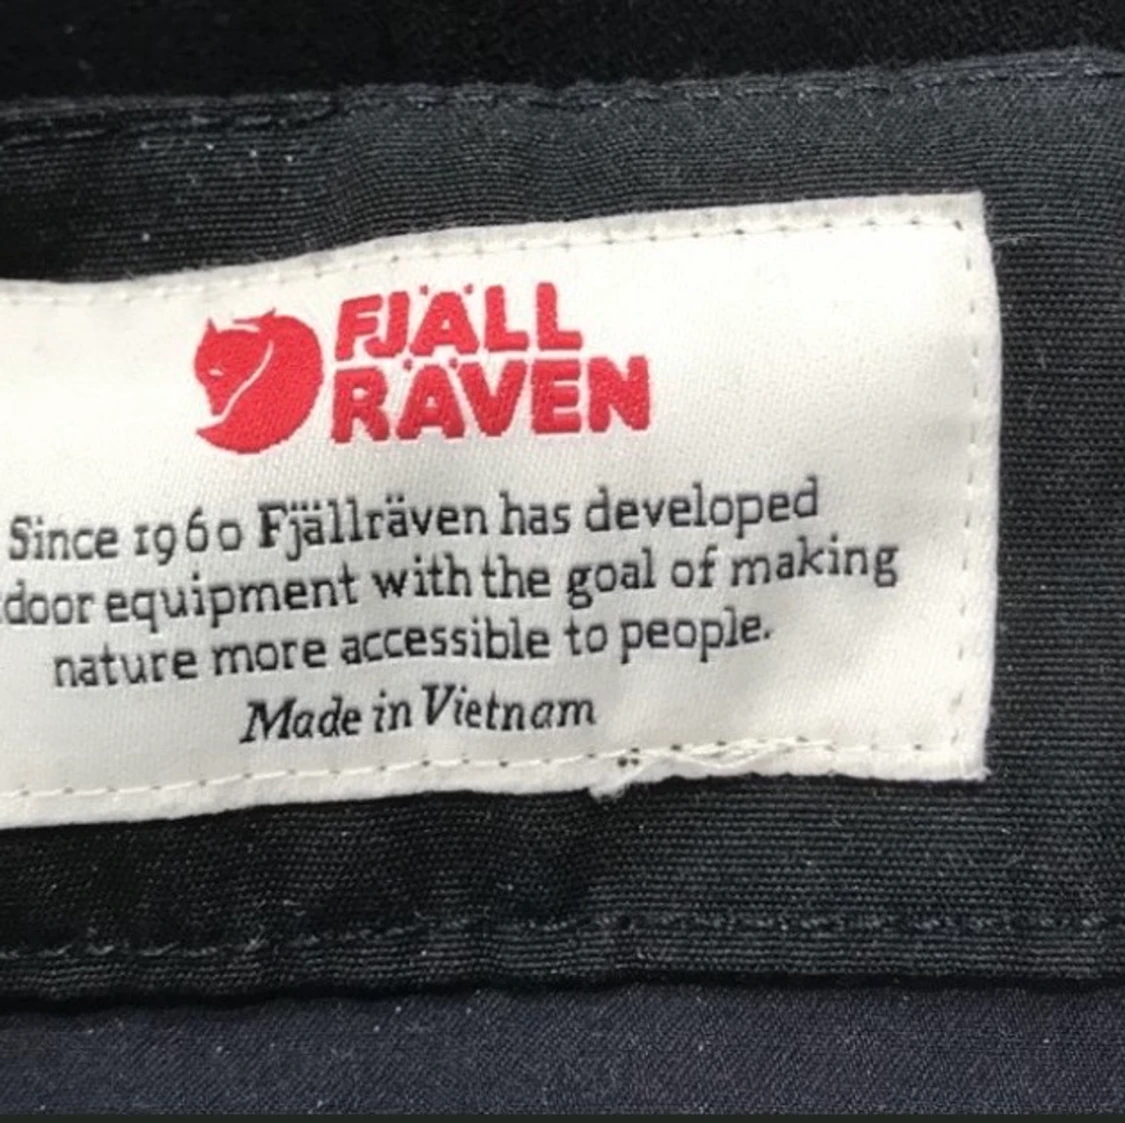 FJÄLL
RÄVEN
Since 1960 Fjällräven has developed
door equipment with the goal of making
nature more accessible to people.
Made in Vietnam